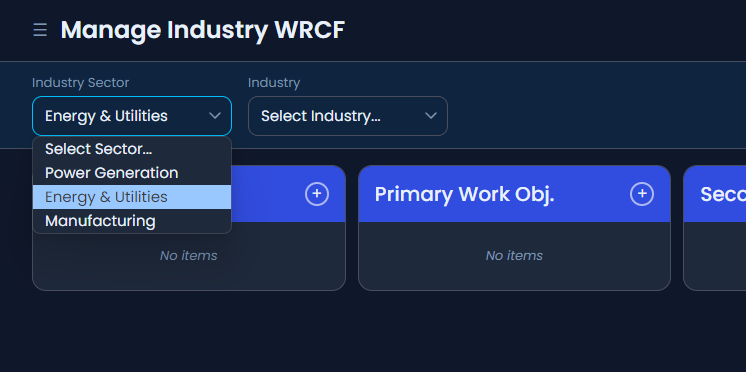 Manage Industry WRCF
Industry Sector
Industry
Energy & Utilities
Select Industry...
Select Sector...
Power Generation
Energy & Utilities
Manufacturing
Primary Work Obj.
Seco
No items
No items